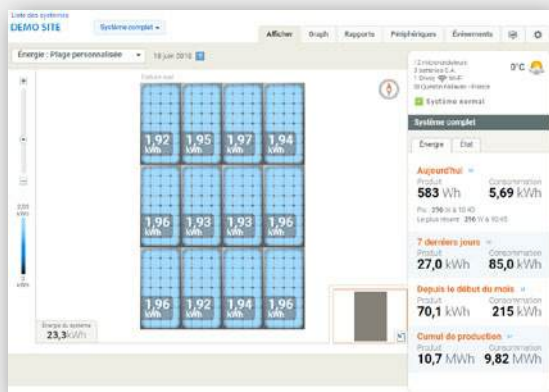 Liste des systèmes
DEMO SITE
Système complet
Afficher Graph Rapports Périphériques Événements
Énergie : Plage personnalisée
18 juin 2018
0°C
Système normal
Système complet
Énergie État
1,92 kWh 1,95 kWh 1,97 kWh 1,94 kWh
1,96 kWh 1,93 kWh 1,93 kWh 1,96 kWh
1,96 kWh 1,92 kWh 1,94 kWh 1,96 kWh
Énergie du système
23,3kWh
Aujourd'hui
Produit Consommation
583 Wh 5,69 kWh
7 derniers jours
Produit Consommation
27,0 kWh 85,0 kWh
Depuis le début du mois
Produit Consommation
70,1 kWh 215 kWh
Cumul de production
Produit Consommation
10,7 MWh 9,82 MWh